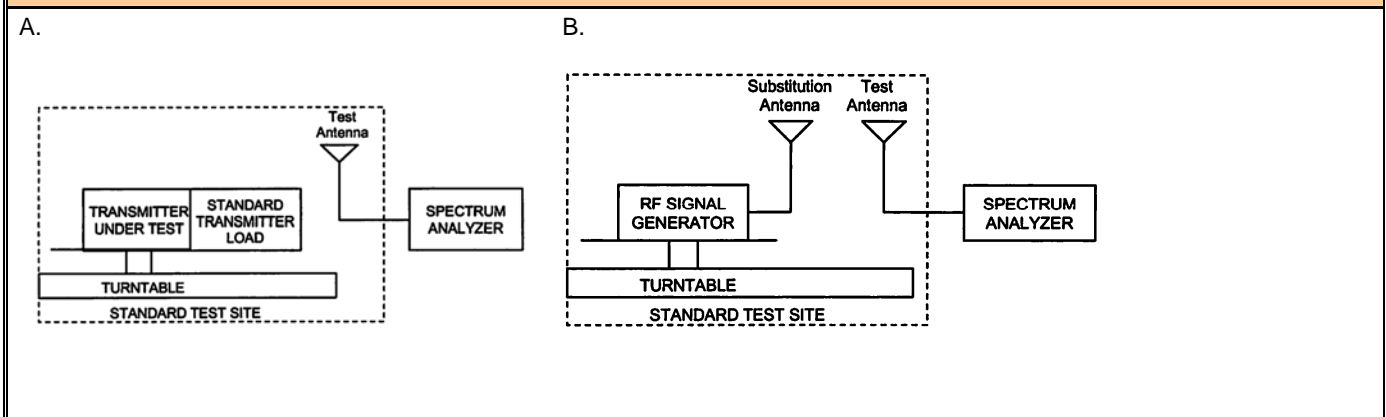 A.
B.
Test
Antenna
TRANSMITTER
UNDER TEST
STANDARD
TRANSMITTER
LOAD
SPECTRUM
ANALYZER
TURNTABLE
STANDARD TEST SITE
Substitution
Antenna
Test
Antenna
RF SIGNAL
GENERATOR
SPECTRUM
ANALYZER
TURNTABLE
STANDARD TEST SITE